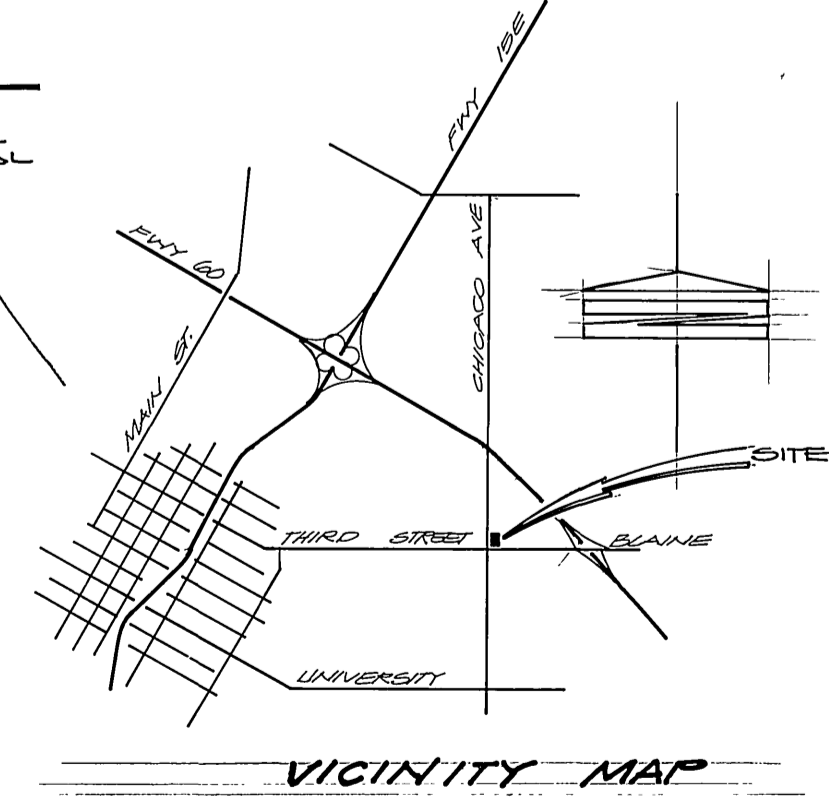 FWY 15E
FWY 60
CHICAGO AVE
MAIN ST.
SITE
THIRD STREET
BLAINE
UNIVERSITY
VICINITY MAP